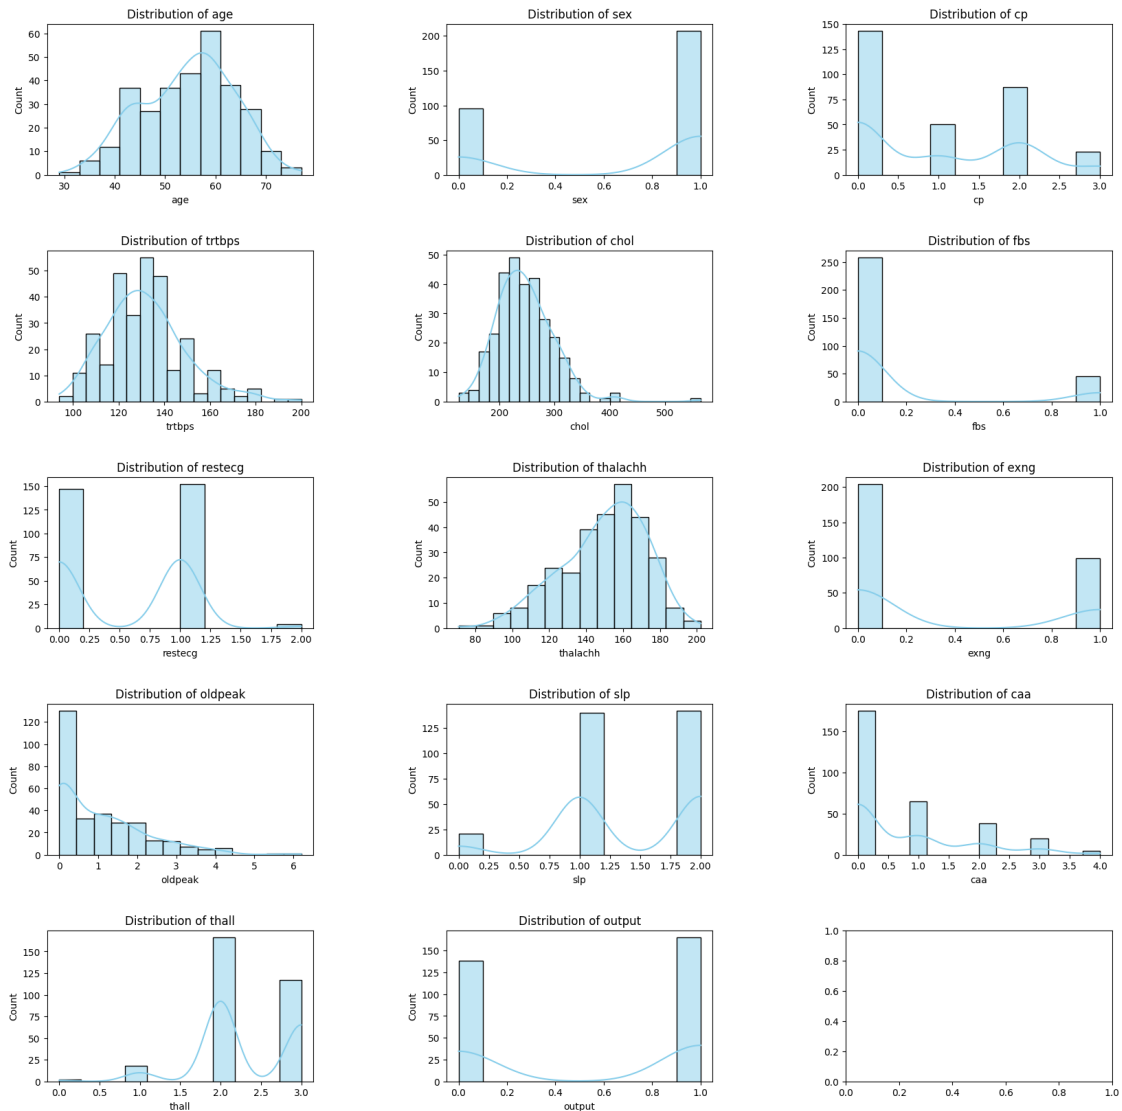 Distribution of age
60
50
40
30
20
10
0
Count
30 40 50 60 70
age
Distribution of sex
200
150
100
50
0
Count
0.0 0.2 0.4 0.6 0.8 1.0
sex
Distribution of cp
150
125
100
75
50
25
0
Count
0.0 0.5 1.0 1.5 2.0 2.5 3.0
cp
Distribution of trtbps
50
40
30
20
10
0
Count
100 120 140 160 180 200
trtbps
Distribution of chol
50
40
30
20
10
0
Count
200 300 400 500
chol
Distribution of fbs
250
200
150
100
50
0
Count
0.0 0.2 0.4 0.6 0.8 1.0
fbs
Distribution of restecg
150
125
100
75
50
25
0
Count
0.00 0.25 0.50 0.75 1.00 1.25 1.50 1.75 2.00
restecg
Distribution of thalachh
50
40
30
20
10
0
Count
80 100 120 140 160 180 200
thalachh
Distribution of exng
200
150
100
50
0
Count
0.0 0.2 0.4 0.6 0.8 1.0
exng
Distribution of oldpeak
120
100
80
60
40
20
0
Count
0 1 2 3 4 5 6
oldpeak
Distribution of slp
125
100
75
50
25
0
Count
0.00 0.25 0.50 0.75 1.00 1.25 1.50 1.75 2.00
slp
Distribution of caa
150
100
50
0
Count
0.0 0.5 1.0 1.5 2.0 2.5 3.0 3.5 4.0
caa
Distribution of thall
150
125
100
75
50
25
0
Count
0.0 0.5 1.0 1.5 2.0 2.5 3.0
thall
Distribution of output
150
125
100
75
50
25
0
Count
0.0 0.2 0.4 0.6 0.8 1.0
output
1.0
0.8
0.6
0.4
0.2
0.0
0.0 0.2 0.4 0.6 0.8 1.0